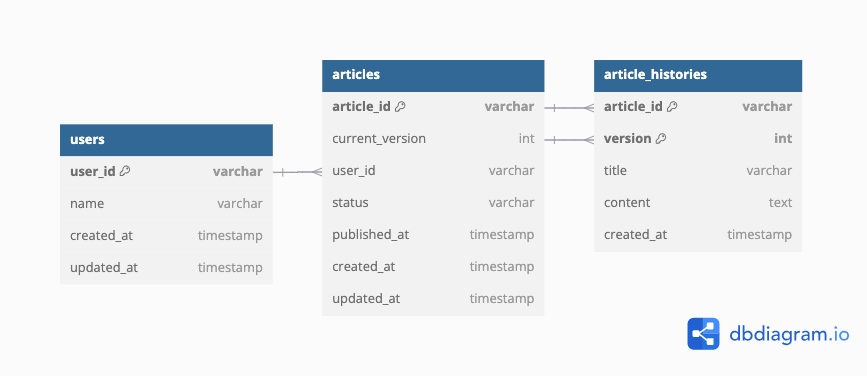 users
user_id varchar
name varchar
created_at timestamp
updated_at timestamp
articles
article_id varchar
current_version int
user_id varchar
status varchar
published_at timestamp
created_at timestamp
updated_at timestamp
article_histories
article_id varchar
version int
title varchar
content text
created_at timestamp
dbdiagram.io